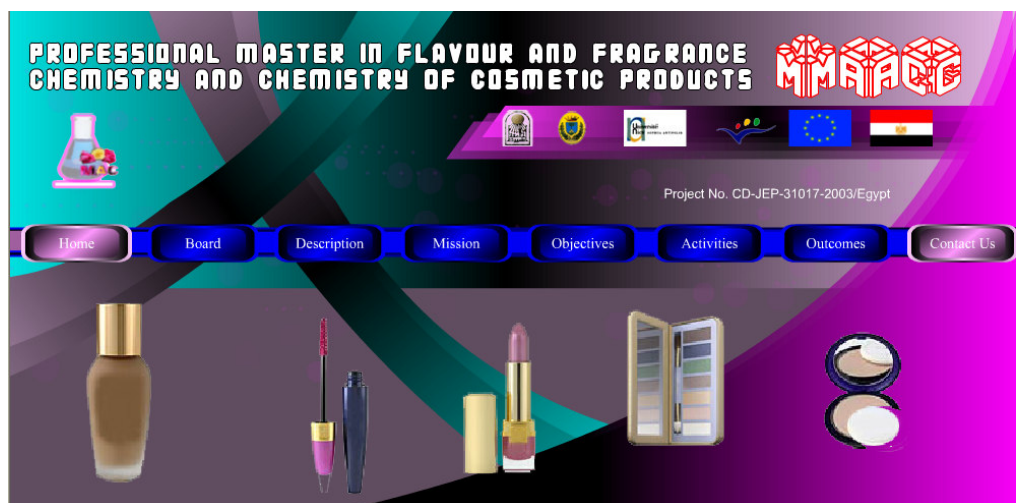 PROFESSIONAL MASTER IN FLAVOUR AND FRAGRANCE
CHEMISTRY AND CHEMISTRY OF COSMETIC PRODUCTS
Project No. CD-JEP-31017-2003/Egypt
Home
Board
Description
Mission
Objectives
Activities
Outcomes
Contact Us